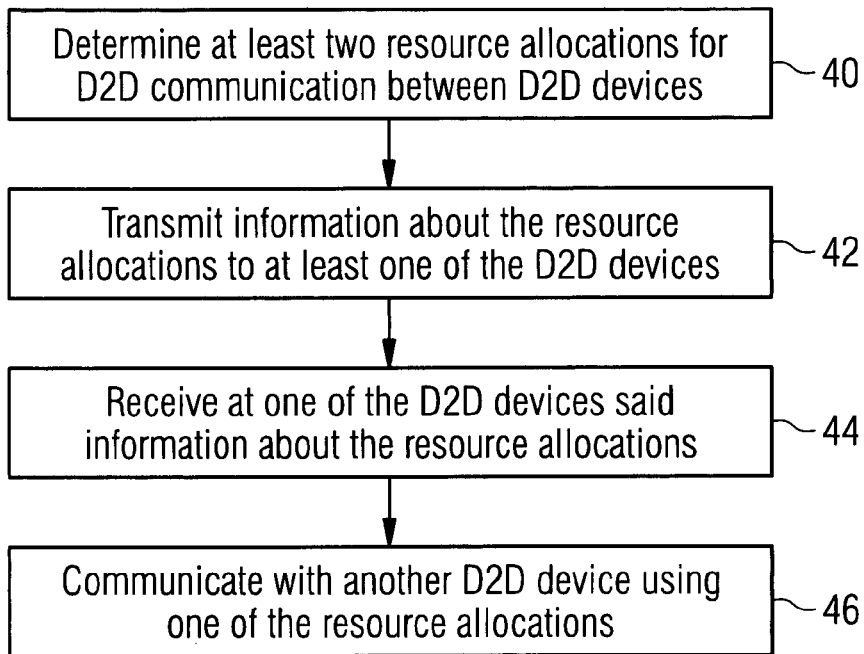 Determine at least two resource allocations for
D2D communication between D2D devices
40
Transmit information about the resource
allocations to at least one of the D2D devices
42
Receive at one of the D2D devices said
information about the resource allocations
44
Communicate with another D2D device using
one of the resource allocations
46